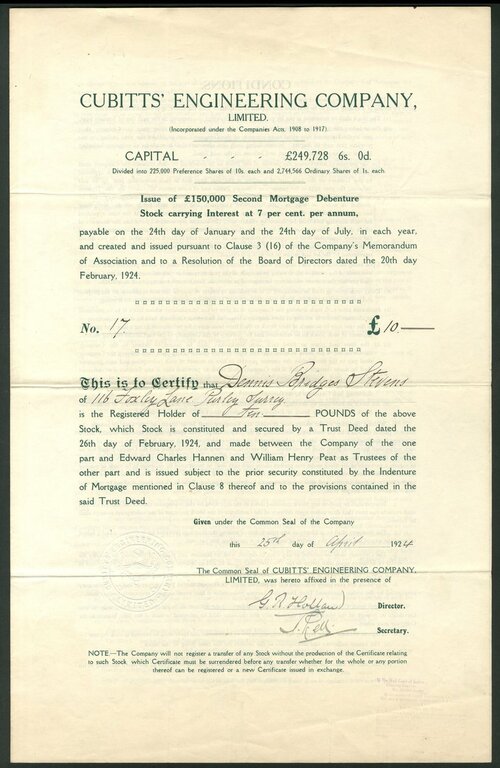 CUBITTS' ENGINEERING COMPANY,
LIMITED.
(Incorporated under the Companies Acts, 1908 to 1917).
CAPITAL - - - £249,728 6s. 0d.
Divided into 225,000 Preference Shares of 10s. each and 2,744,566 Ordinary Shares of 1s. each
Issue of £150,000 Second Mortgage Debenture
Stock carrying Interest at 7 per cent. per annum,
payable on the 24th day of January and the 24th day of July, in each year,
and created and issued pursuant to Clause 3 (16) of the Company's Memorandum
of Association and to a Resolution of the Board of Directors dated the 20th day
February, 1924.
No. 17. £10
This is to Certify that Dennis Bridges Stevens
of 116 Foxley Lane Purley Surrey
is the Registered Holder of Ten POUNDS of the above
Stock, which Stock is constituted and secured by a Trust Deed dated the
26th day of February, 1924, and made between the Company of the one
part and Edward Charles Hannen and William Henry Peat as Trustees of the
other part and is issued subject to the prior security constituted by the Indenture
of Mortgage mentioned in Clause 8 thereof and to the provisions contained in the
said Trust Deed.
Given under the Common Seal of the Company
this 25th day of April 1924
The Common Seal of CUBITTS' ENGINEERING COMPANY,
LIMITED, was hereto affixed in the presence of
Holland Director.
Secretary.
NOTE.—The Company will not register a transfer of any Stock without the production of the Certificate relating
to such Stock which Certificate must be surrendered before any transfer whether for the whole or any portion
thereof can be registered or a new Certificate issued in exchange.